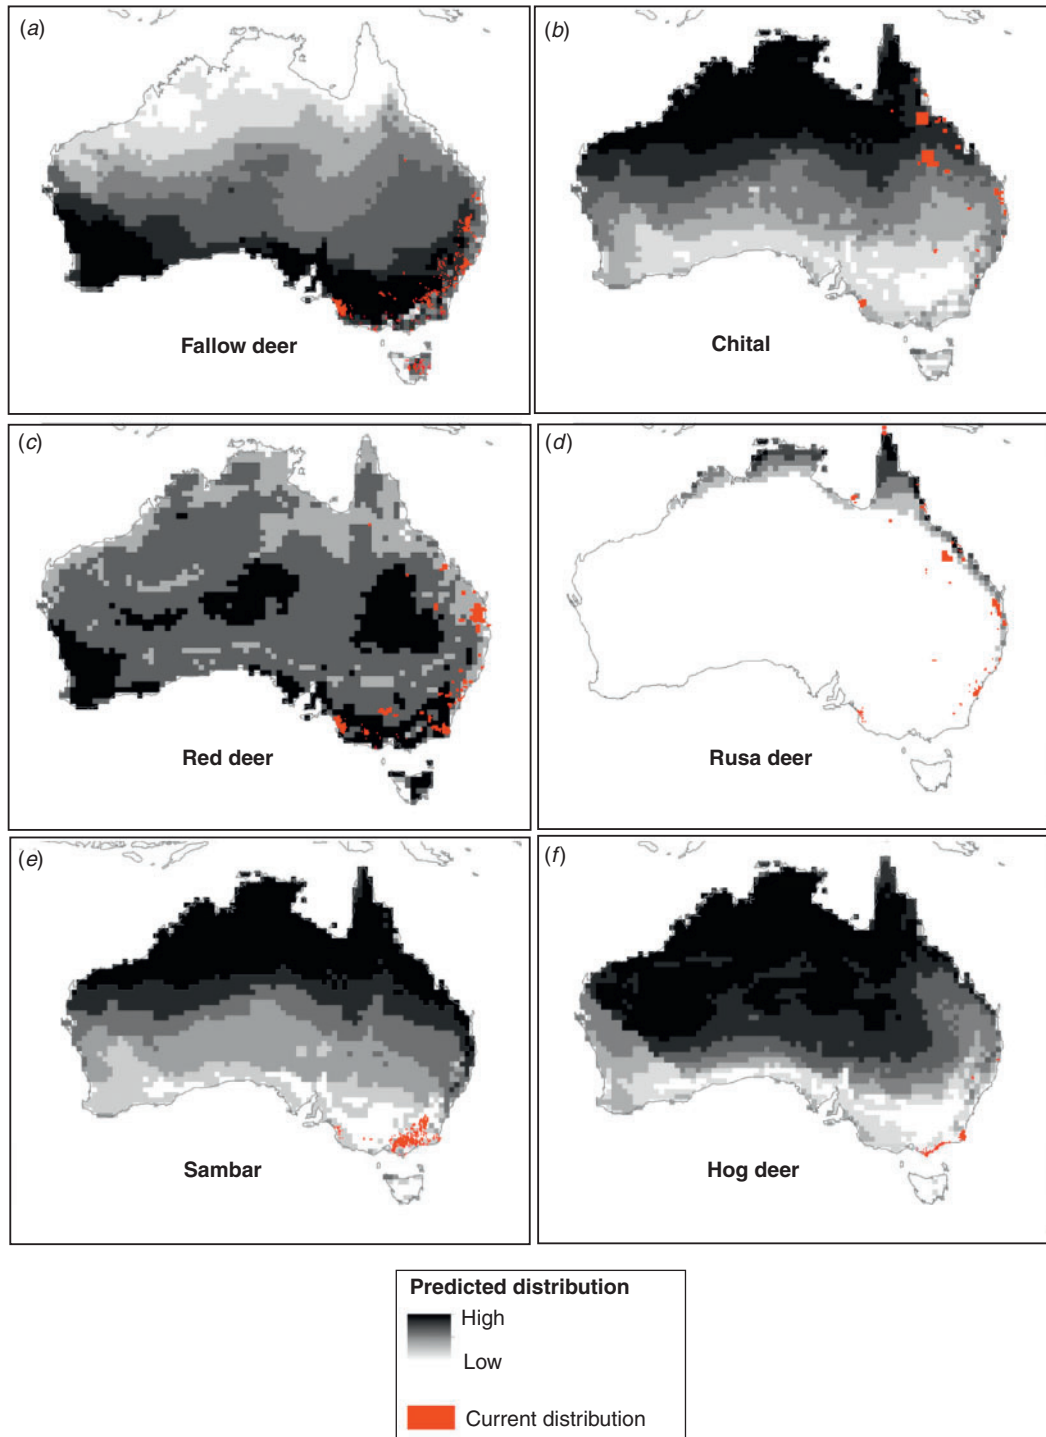 (a)
Fallow deer
(b)
Chital
(c)
Red deer
(d)
Rusa deer
(e)
Sambar
(f)
Hog deer
Predicted distribution
High
Low
Current distribution